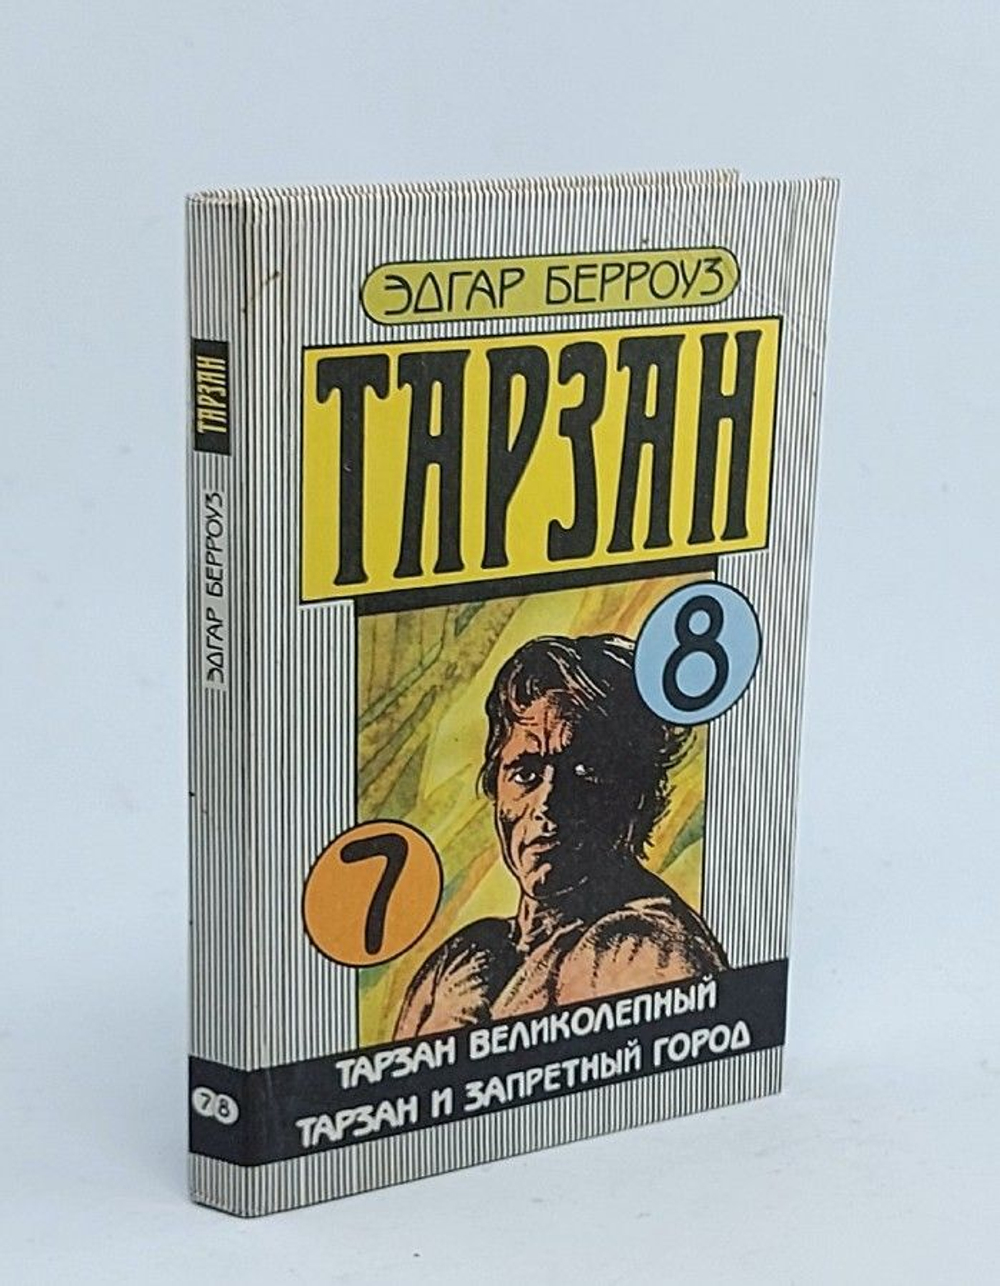 ЭДГАР БЕРРОУЗ
ТАРЗАН
8
7
ТАРЗАН ВЕЛИКОЛЕПНЫЙ
ТАРЗАН И ЗАПРЕТНЫЙ ГОРОД
ТАРЗАН
ЭДГАР БЕРРОУЗ
7 8